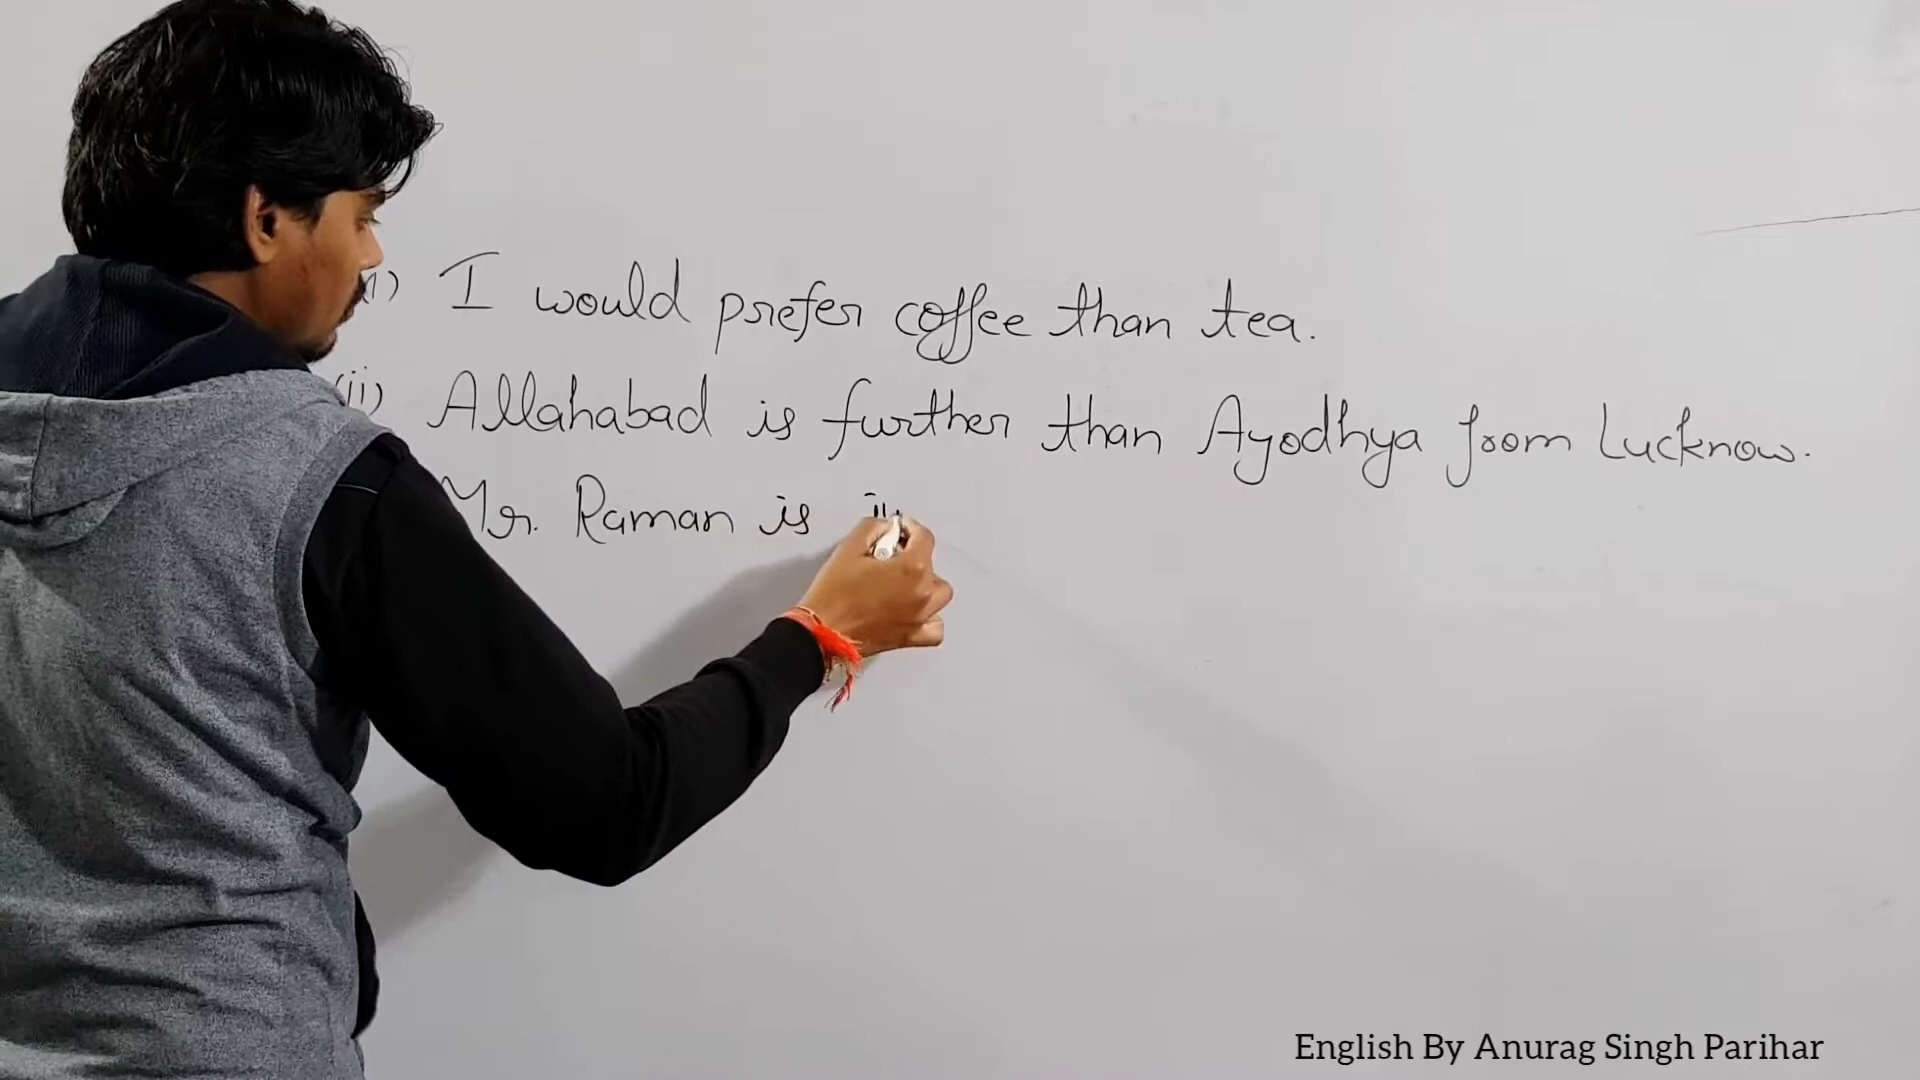 I would prefer coffee than tea.
(ii) Allahabad is further than Ayodhya from Lucknow.
Mr. Raman is
English By Anurag Singh Parihar